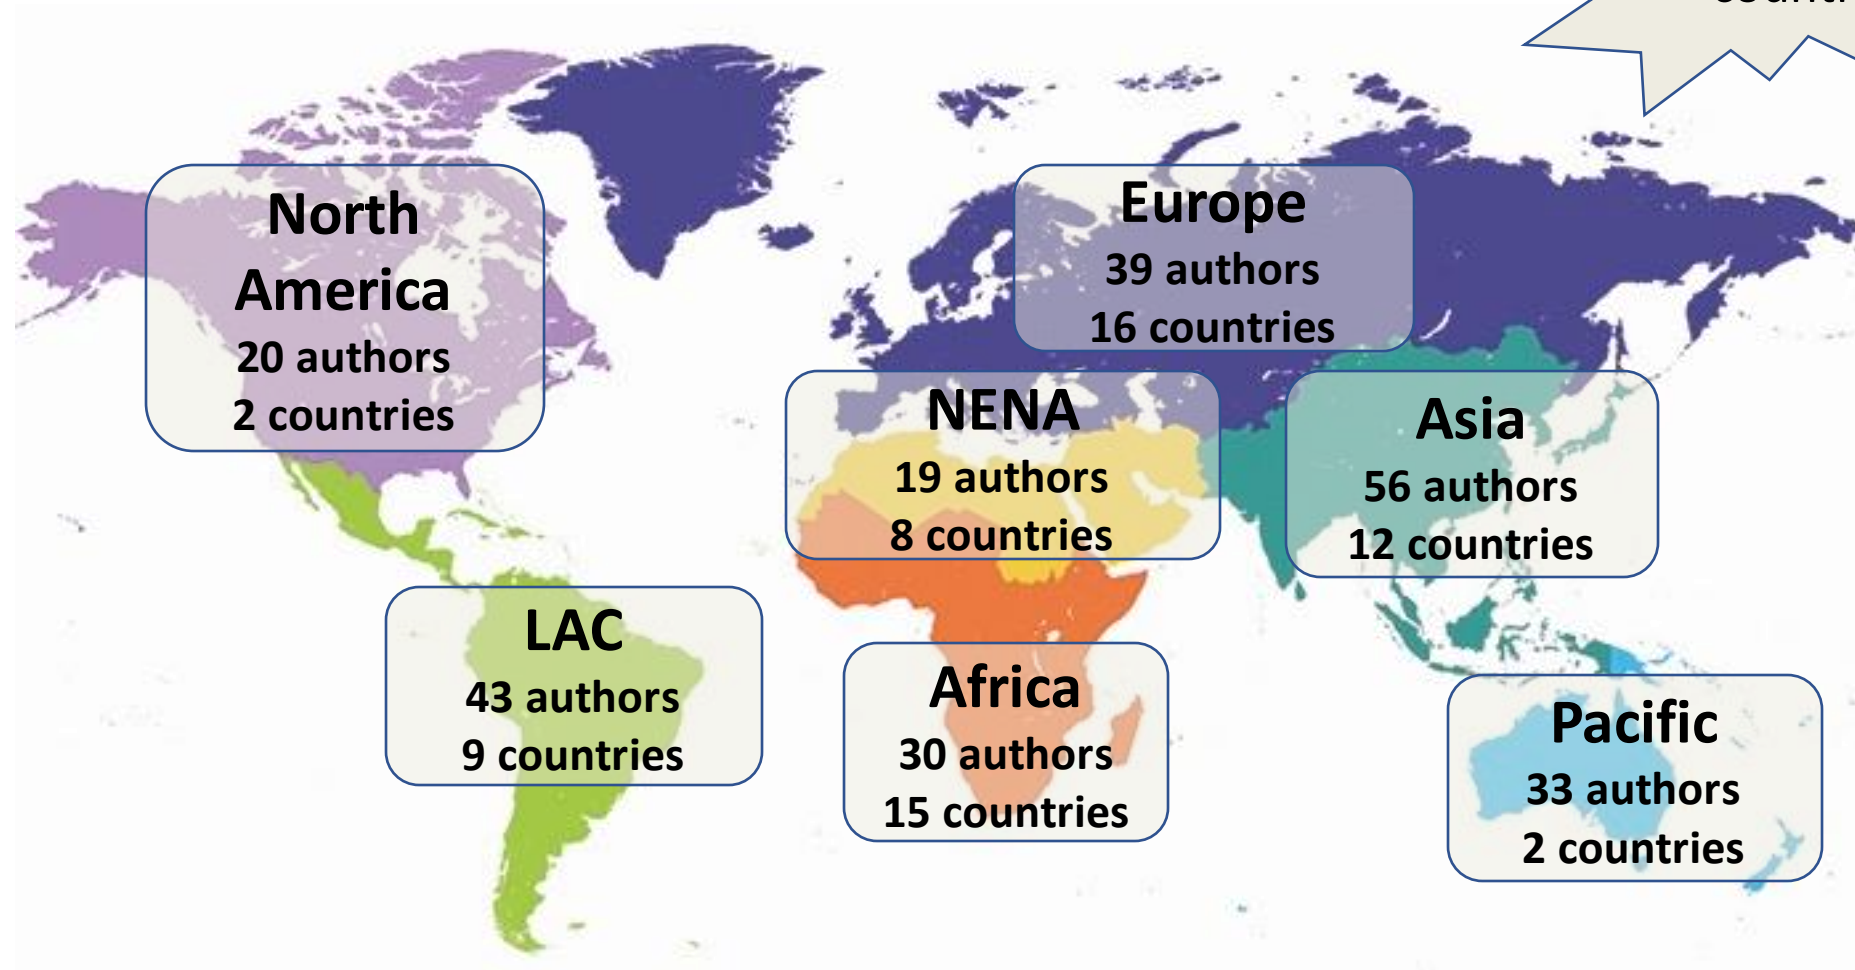 North
America
20 authors
2 countries
Europe
39 authors
16 countries
NENA
19 authors
8 countries
Asia
56 authors
12 countries
LAC
43 authors
9 countries
Africa
30 authors
15 countries
Pacific
33 authors
2 countries